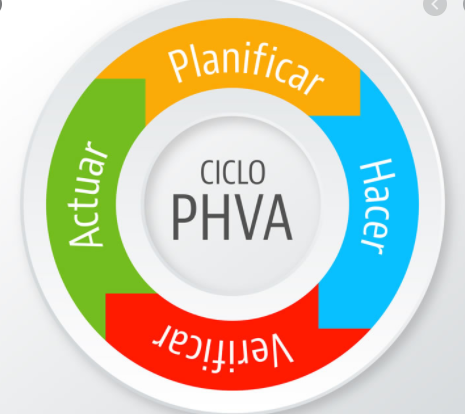 Planificar
Hacer
Verificar
Actuar
CICLO
PHVA